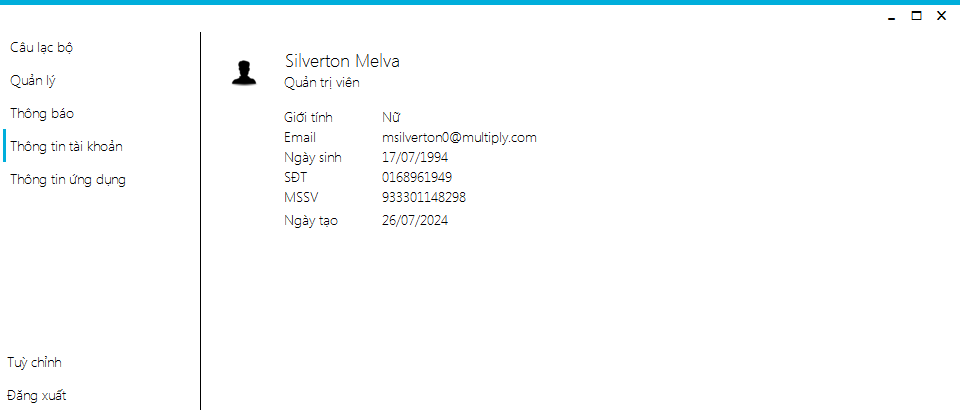 Câu lạc bộ
Quản lý
Thông báo
Thông tin tài khoản
Thông tin ứng dụng
Tuỳ chỉnh
Đăng xuất
Silverton Melva
Quản trị viên
Giới tính Nữ
Email msilverton0@multiply.com
Ngày sinh 17/07/1994
SĐT 0168961949
MSSV 933301148298
Ngày tạo 26/07/2024